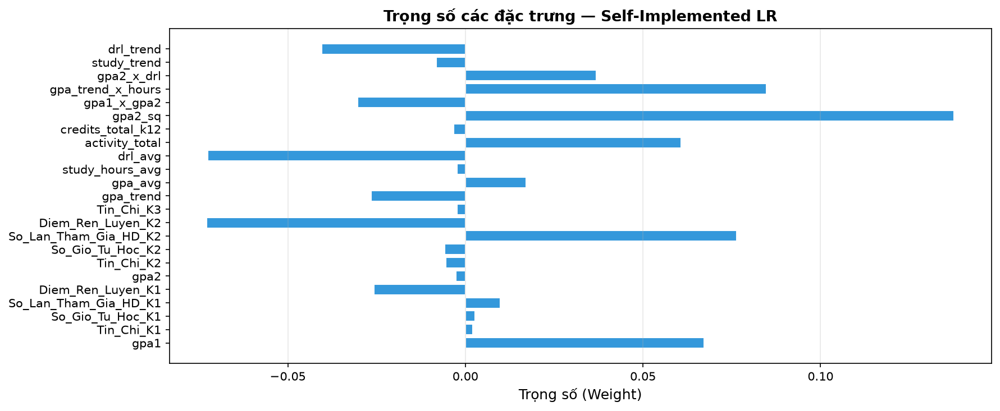 Trọng số các đặc trưng — Self-Implemented LR
drl_trend
study_trend
gpa2_x_drl
gpa_trend_x_hours
gpa1_x_gpa2
gpa2_sq
credits_total_k12
activity_total
drl_avg
study_hours_avg
gpa_avg
gpa_trend
Tin_Chi_K3
Diem_Ren_Luyen_K2
So_Lan_Tham_Gia_HD_K2
So_Gio_Tu_Hoc_K2
Tin_Chi_K2
gpa2
Diem_Ren_Luyen_K1
So_Lan_Tham_Gia_HD_K1
So_Gio_Tu_Hoc_K1
Tin_Chi_K1
gpa1
−0.05 0.00 0.05 0.10
Trọng số (Weight)